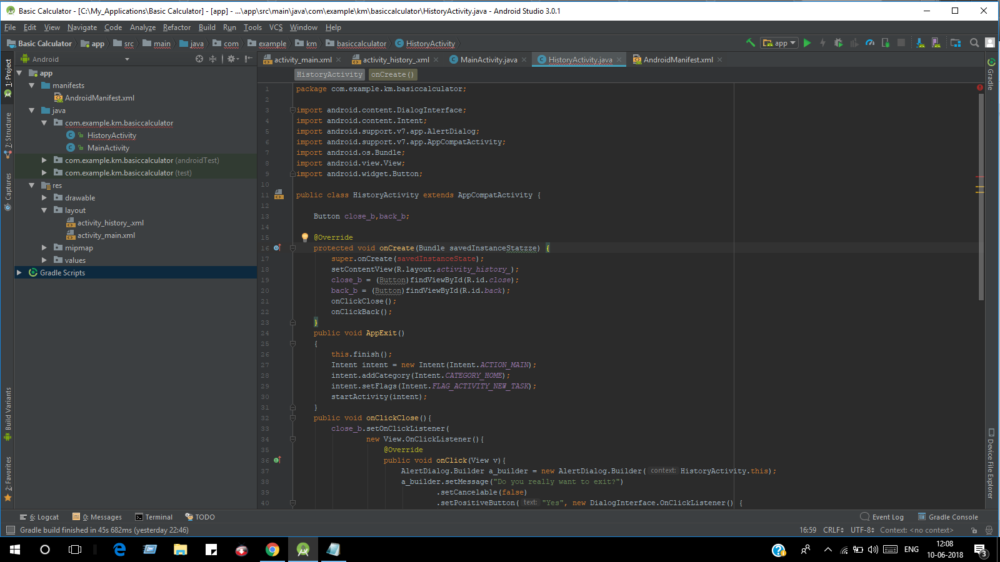 Basic Calculator - [C:\My_Applications\Basic Calculator] - [app] - ...\app\src\main\java\com\example\km\basiccalculator\HistoryActivity.java - Android Studio 3.0.1
File Edit View Navigate Code Analyze Refactor Build Run Tools VCS Window Help
Basic Calculator app src main java com example km basiccalculator HistoryActivity app
Android
activity_main.xml activity_history_.xml MainActivity.java HistoryActivity.java AndroidManifest.xml
HistoryActivity onCreate()
1: Project
7: Structure
Captures
Build Variants
2: Favorites
app
manifests
AndroidManifest.xml
java
com.example.km.basiccalculator
HistoryActivity
MainActivity
com.example.km.basiccalculator (androidTest)
com.example.km.basiccalculator (test)
res
drawable
layout
activity_history_.xml
activity_main.xml
mipmap
values
Gradle Scripts
1 package com.example.km.basiccalculator;
2
3 import android.content.DialogInterface;
4 import android.content.Intent;
5 import android.support.v7.app.AlertDialog;
6 import android.support.v7.app.AppCompatActivity;
7 import android.os.Bundle;
8 import android.view.View;
9 import android.widget.Button;
10
11 public class HistoryActivity extends AppCompatActivity {
12
13 Button close_b,back_b;
14
15 @Override
16 protected void onCreate(Bundle savedInstanceStatzze) {
17 super.onCreate(savedInstanceState);
18 setContentView(R.layout.activity_history_);
19 close_b = (Button)findViewById(R.id.close);
20 back_b = (Button)findViewById(R.id.back);
21 onClickClose();
22 onClickBack();
23 }
24 public void AppExit()
25 {
26 this.finish();
27 Intent intent = new Intent(Intent.ACTION_MAIN);
28 intent.addCategory(Intent.CATEGORY_HOME);
29 intent.setFlags(Intent.FLAG_ACTIVITY_NEW_TASK);
30 startActivity(intent);
31 }
32 public void onClickClose(){
33 close_b.setOnClickListener(
34 new View.OnClickListener(){
35 @Override
36 public void onClick(View v){
37 AlertDialog.Builder a_builder = new AlertDialog.Builder( context: HistoryActivity.this);
38 a_builder.setMessage("Do you really want to exit?")
39 .setCancelable(false)
40 .setPositiveButton( text: "Yes", new DialogInterface.OnClickListener() {
Gradle
Device File Explorer
6: Logcat 0: Messages Terminal TODO Event Log Gradle Console
Gradle build finished in 45s 682ms (yesterday 22:46) 16:59 CRLF UTF-8 Context: <no context>
ENG 12:08
10-06-2018
3